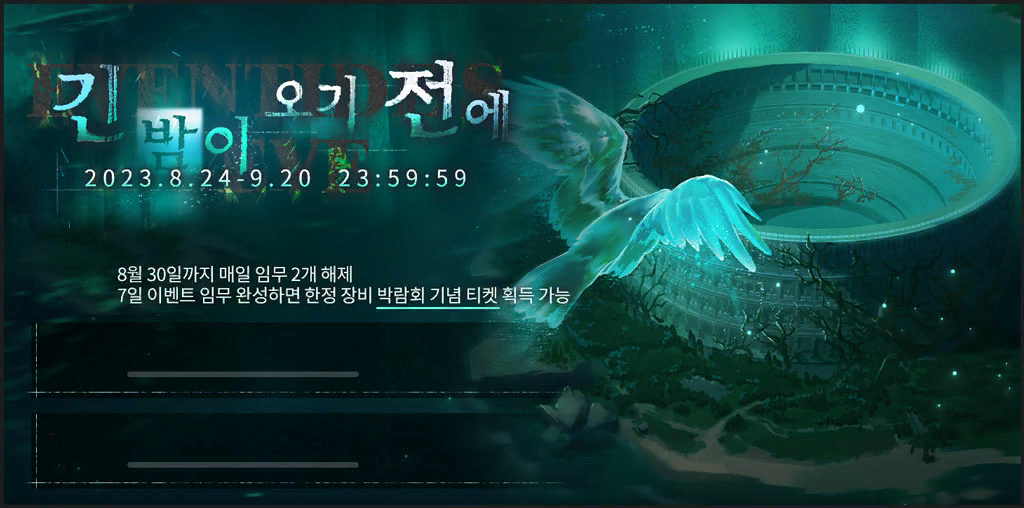 긴 밤이 오기 전에
2023.8.24-9.20 23:59:59
8월 30일까지 매일 임무 2개 해제
7일 이벤트 임무 완성하면 한정 장비 박람회 기념 티켓 획득 가능